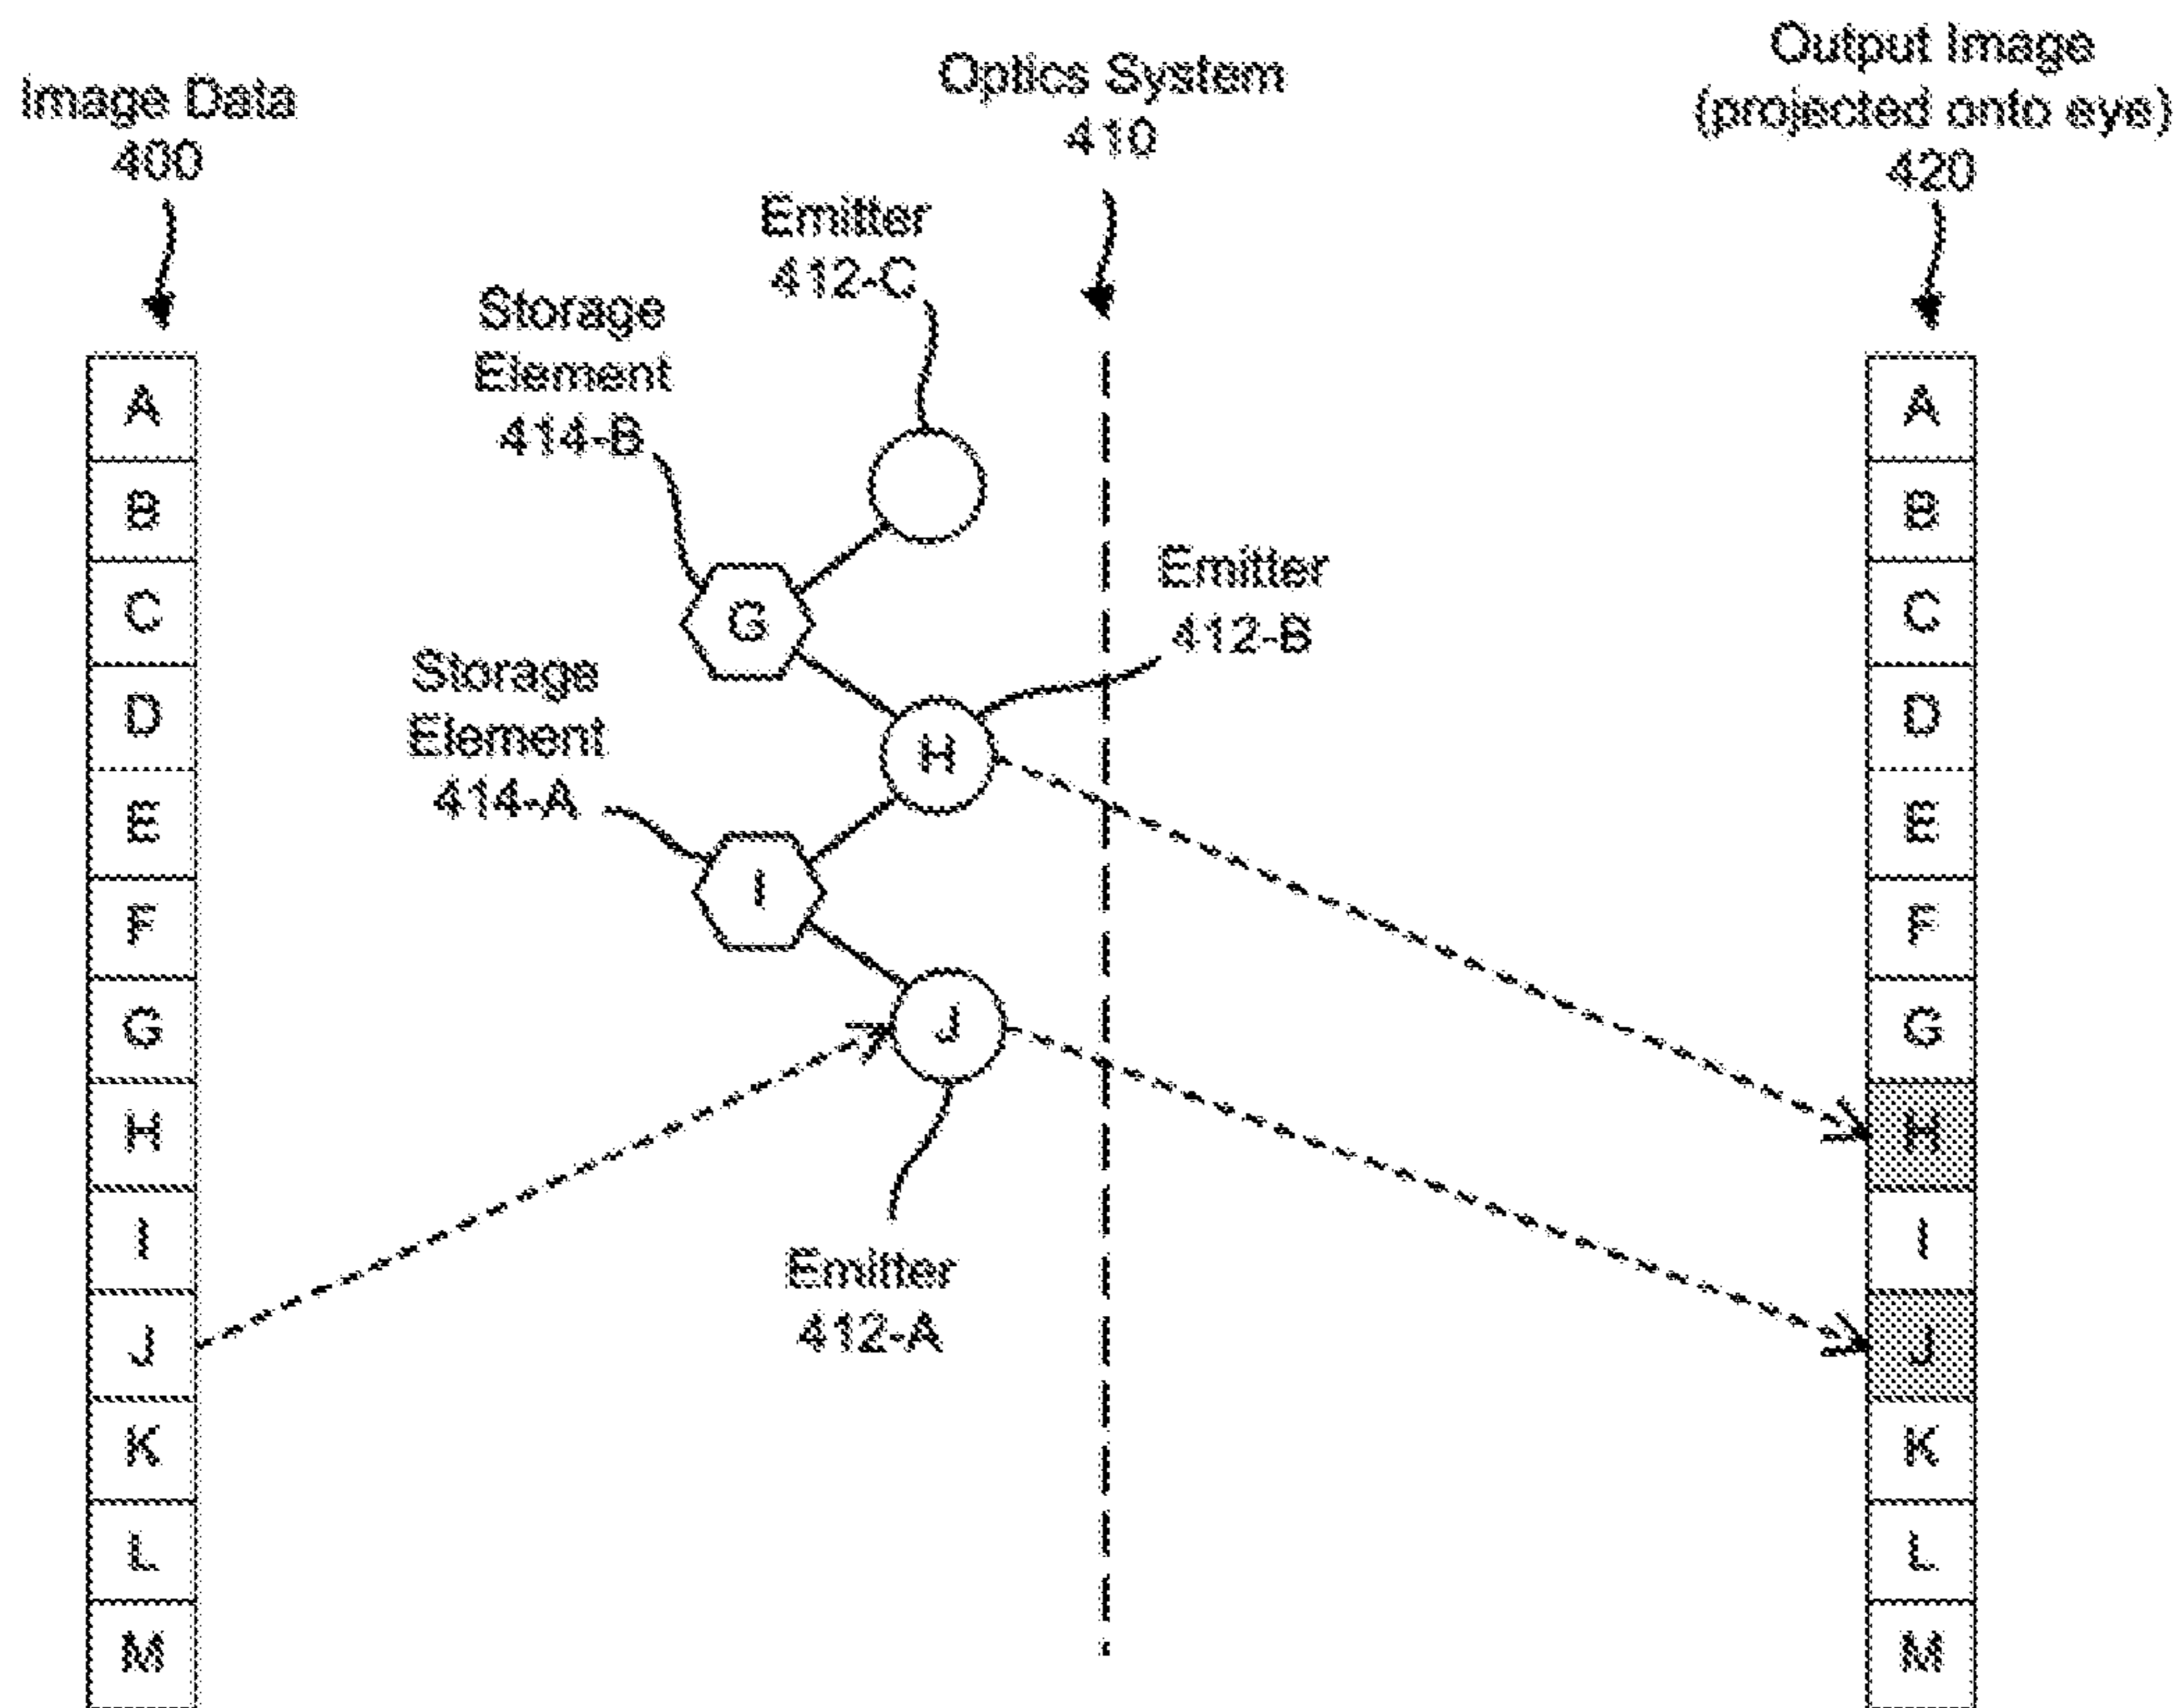 Image Data
400
Optics System
410
Output Image
(projected onto eye)
420
Emitter
412-C
Storage
Element
414-B
Emitter
412-B
Storage
Element
414-A
Emitter
412-A
G
H
I
J
A
B
C
D
E
F
G
H
I
J
K
L
M
A
B
C
D
E
F
G
H
I
J
K
L
M